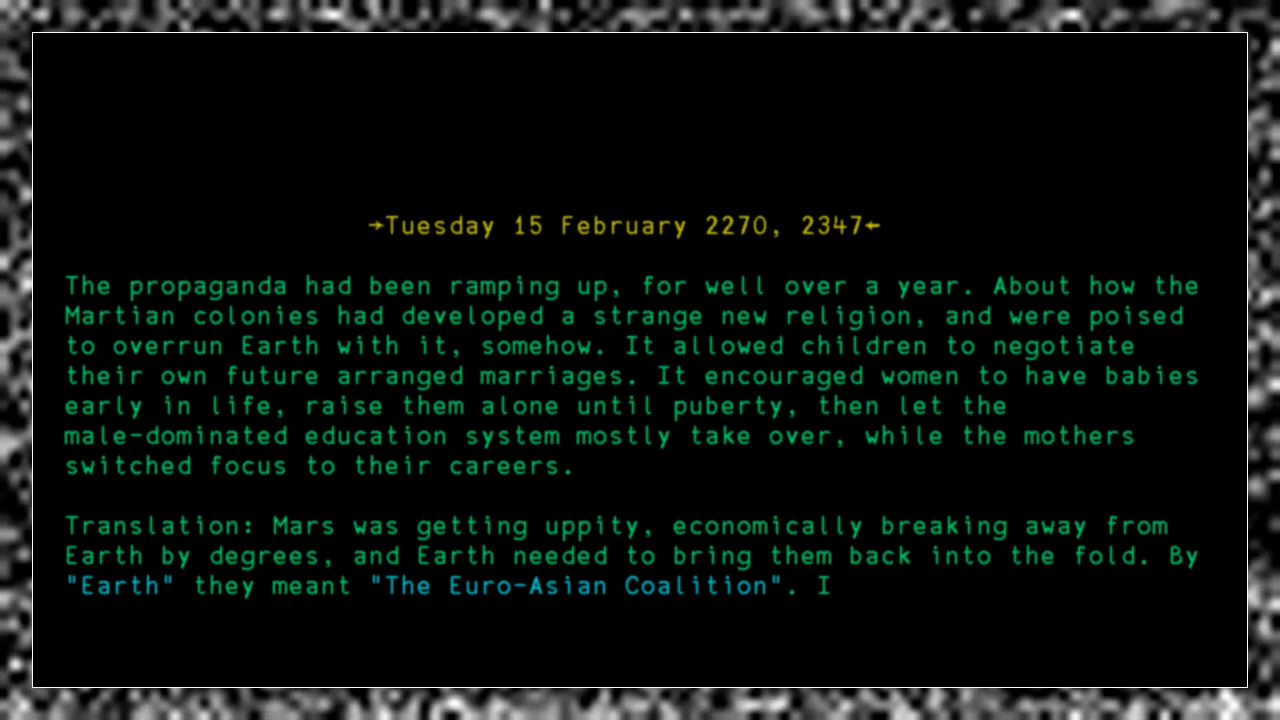 →Tuesday 15 February 2270, 2347←
The propaganda had been ramping up, for well over a year. About how the
Martian colonies had developed a strange new religion, and were poised
to overrun Earth with it, somehow. It allowed children to negotiate
their own future arranged marriages. It encouraged women to have babies
early in life, raise them alone until puberty, then let the
male-dominated education system mostly take over, while the mothers
switched focus to their careers.
Translation: Mars was getting uppity, economically breaking away from
Earth by degrees, and Earth needed to bring them back into the fold. By
"Earth" they meant "The Euro-Asian Coalition". I